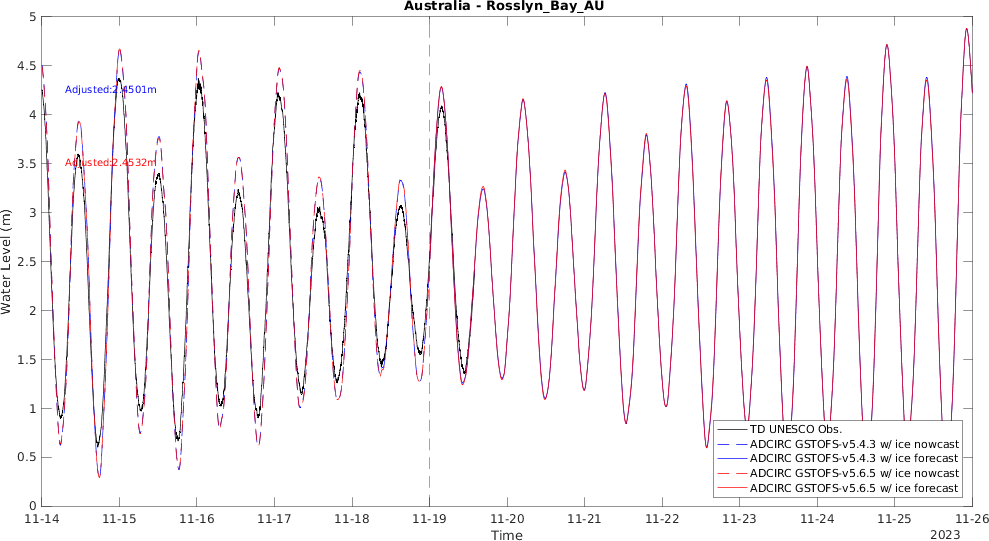 Australia - Rosslyn_Bay_AU
5
4.5
4
3.5
3
2.5
2
1.5
1
0.5
0
Water Level (m)
Adjusted:2.4501m
Adjusted:2.4532m
TD UNESCO Obs.
ADCIRC GSTOFS-v5.4.3 w/ ice nowcast
ADCIRC GSTOFS-v5.4.3 w/ ice forecast
ADCIRC GSTOFS-v5.6.5 w/ ice nowcast
ADCIRC GSTOFS-v5.6.5 w/ ice forecast
11-14 11-15 11-16 11-17 11-18 11-19 11-20 11-21 11-22 11-23 11-24 11-25 11-26
Time
2023